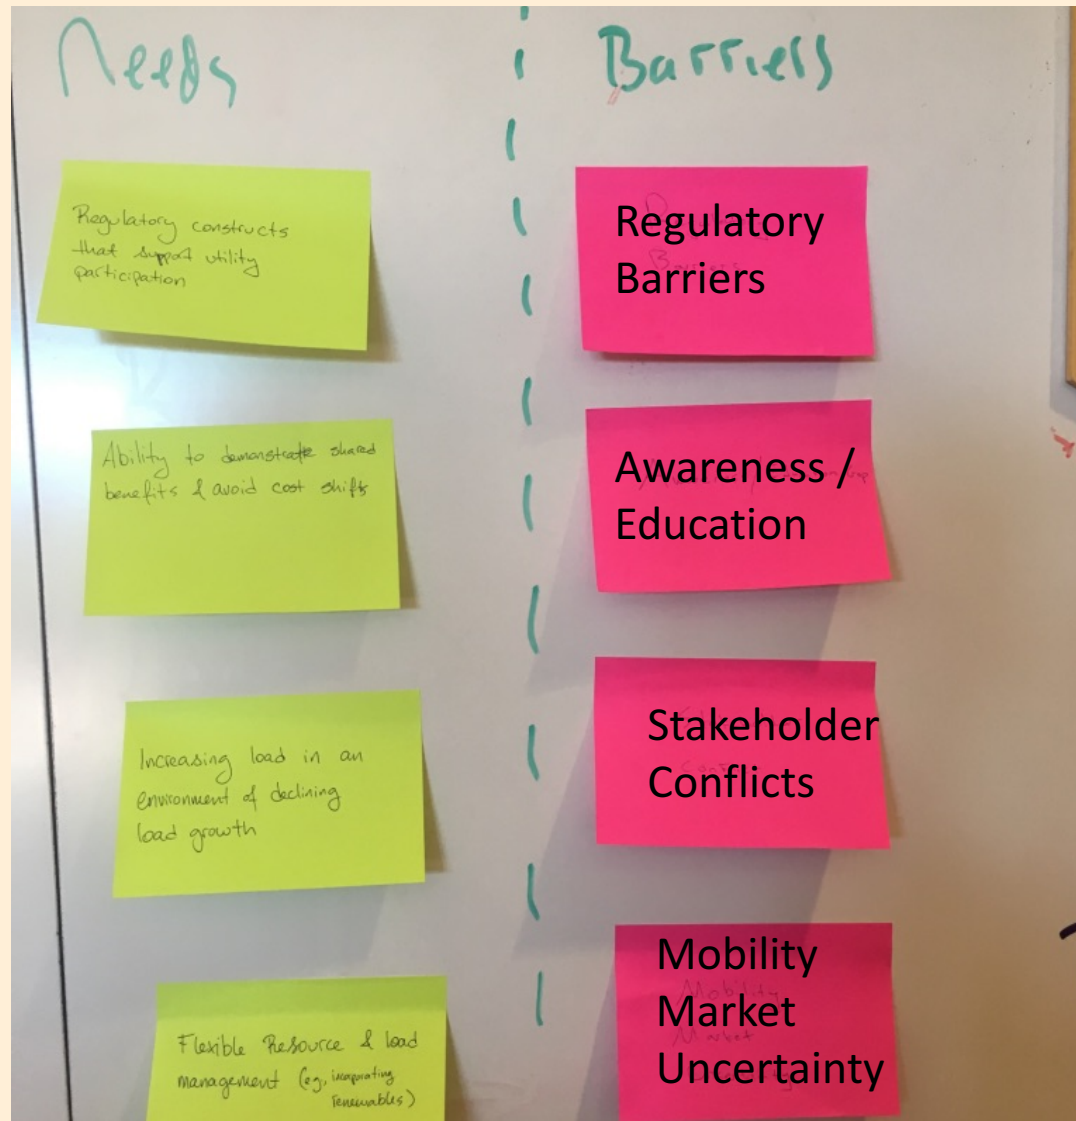 Needs
Barriers
Regulatory constructs
that support utility
participation
Regulatory
Barriers
Ability to demonstrate shared
benefits & avoid cost shifts
Awareness /
Education
Increasing load in an
environment of declining
load growth
Stakeholder
Conflicts
Flexible Resource & load
management (eg, incorporating
renewables)
Mobility
Market
Uncertainty